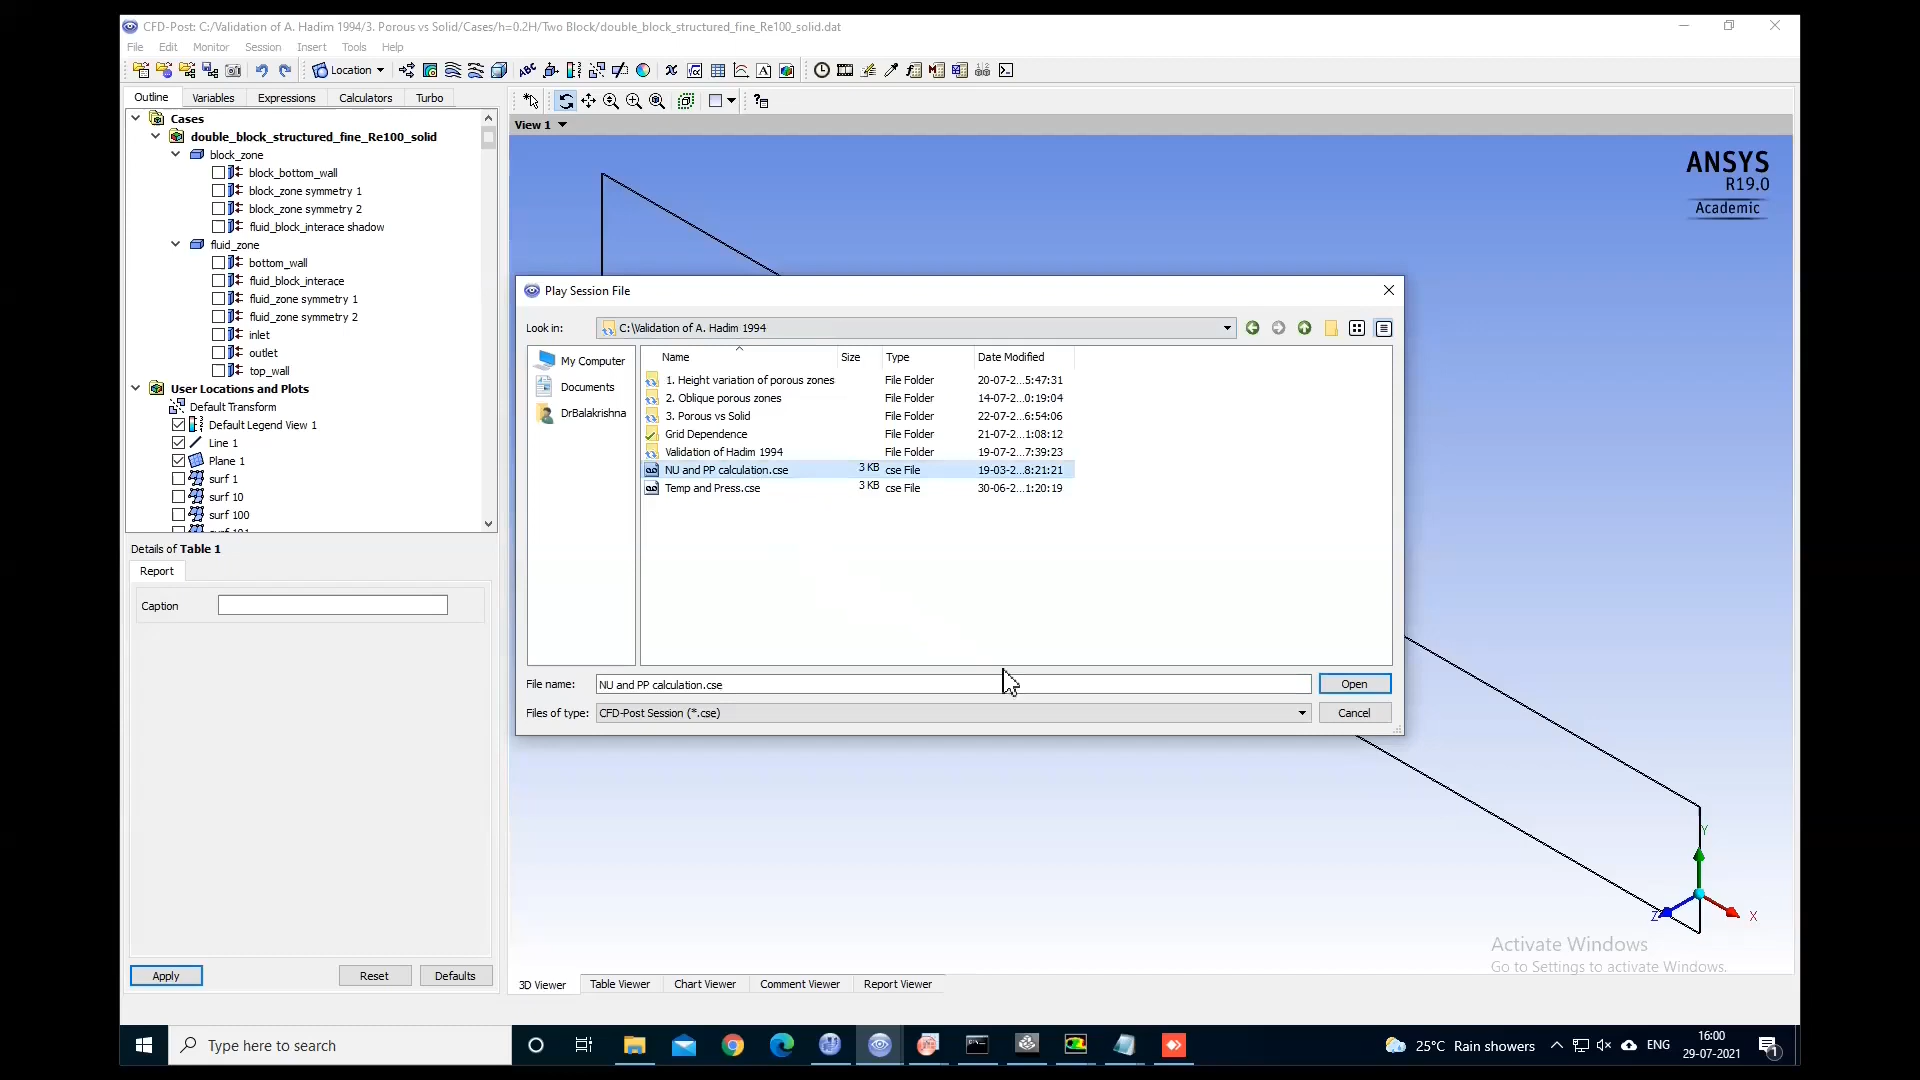 CFD-Post: C:/Validation of A. Hadim 1994/3. Porous vs Solid/Cases/h=0.2H/Two Block/double_block_structured_fine_Re100_solid.dat
File Edit Monitor Session Insert Tools Help
Location
Outline Variables Expressions Calculators Turbo
View 1
Cases
double_block_structured_fine_Re100_solid
block_zone
block_bottom_wall
block_zone symmetry 1
block_zone symmetry 2
fluid_block_interace shadow
fluid_zone
bottom_wall
fluid_block_interace
fluid_zone symmetry 1
fluid_zone symmetry 2
inlet
outlet
top_wall
User Locations and Plots
Default Transform
Default Legend View 1
Line 1
Plane 1
surf 1
surf 10
surf 100
Details of Table 1
Report
Caption
Apply Reset Defaults
ANSYS
R19.0
Academic
Play Session File
Look in: C:\Validation of A. Hadim 1994
My Computer
Documents
DrBalakrishna
Name Size Type Date Modified
1. Height variation of porous zones File Folder 20-07-2...5:47:31
2. Oblique porous zones File Folder 14-07-2...0:19:04
3. Porous vs Solid File Folder 22-07-2...6:54:06
Grid Dependence File Folder 21-07-2...1:08:12
Validation of Hadim 1994 File Folder 19-07-2...7:39:23
NU and PP calculation.cse 3 KB cse File 19-03-2...8:21:21
Temp and Press.cse 3 KB cse File 30-06-2...1:20:19
File name: NU and PP calculation.cse Open
Files of type: CFD-Post Session (*.cse) Cancel
Y
Z
X
Activate Windows
Go to Settings to activate Windows.
3D Viewer Table Viewer Chart Viewer Comment Viewer Report Viewer
Type here to search
25°C Rain showers
ENG
16:00
29-07-2021
1